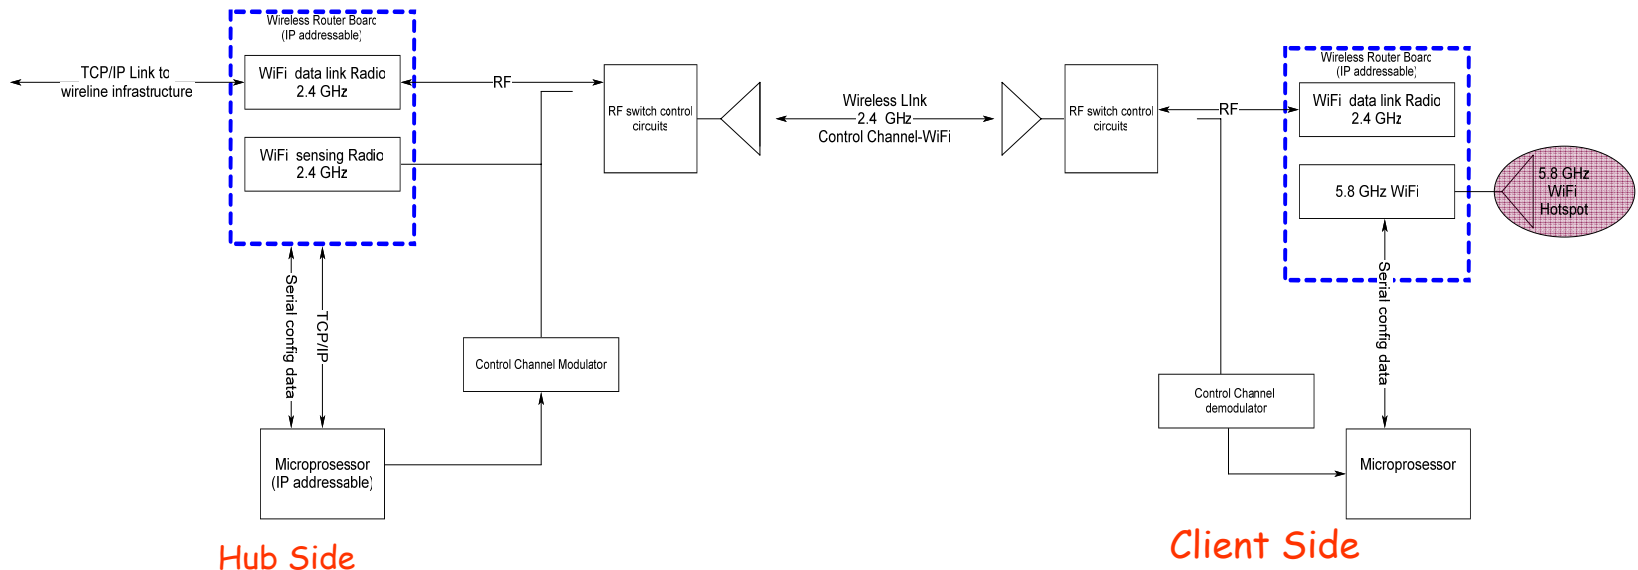 Wireless Router Board
(IP addressable)
WiFi data link Radio
2.4 GHz
WiFi sensing Radio
2.4 GHz
TCP/IP Link to
wireline infrastructure
RF
RF switch control
circuits
Wireless LInk
2.4 GHz
Control Channel-WiFi
RF switch control
circuits
RF
Wireless Router Board
(IP addressable)
WiFi data link Radio
2.4 GHz
5.8 GHz WiFi
5.8 GHz
WiFi
Hotspot
Serial config data
TCP/IP
Control Channel Modulator
Microprosessor
(IP addressable)
Serial config data
Control Channel
demodulator
Microprosessor
Hub Side
Client Side